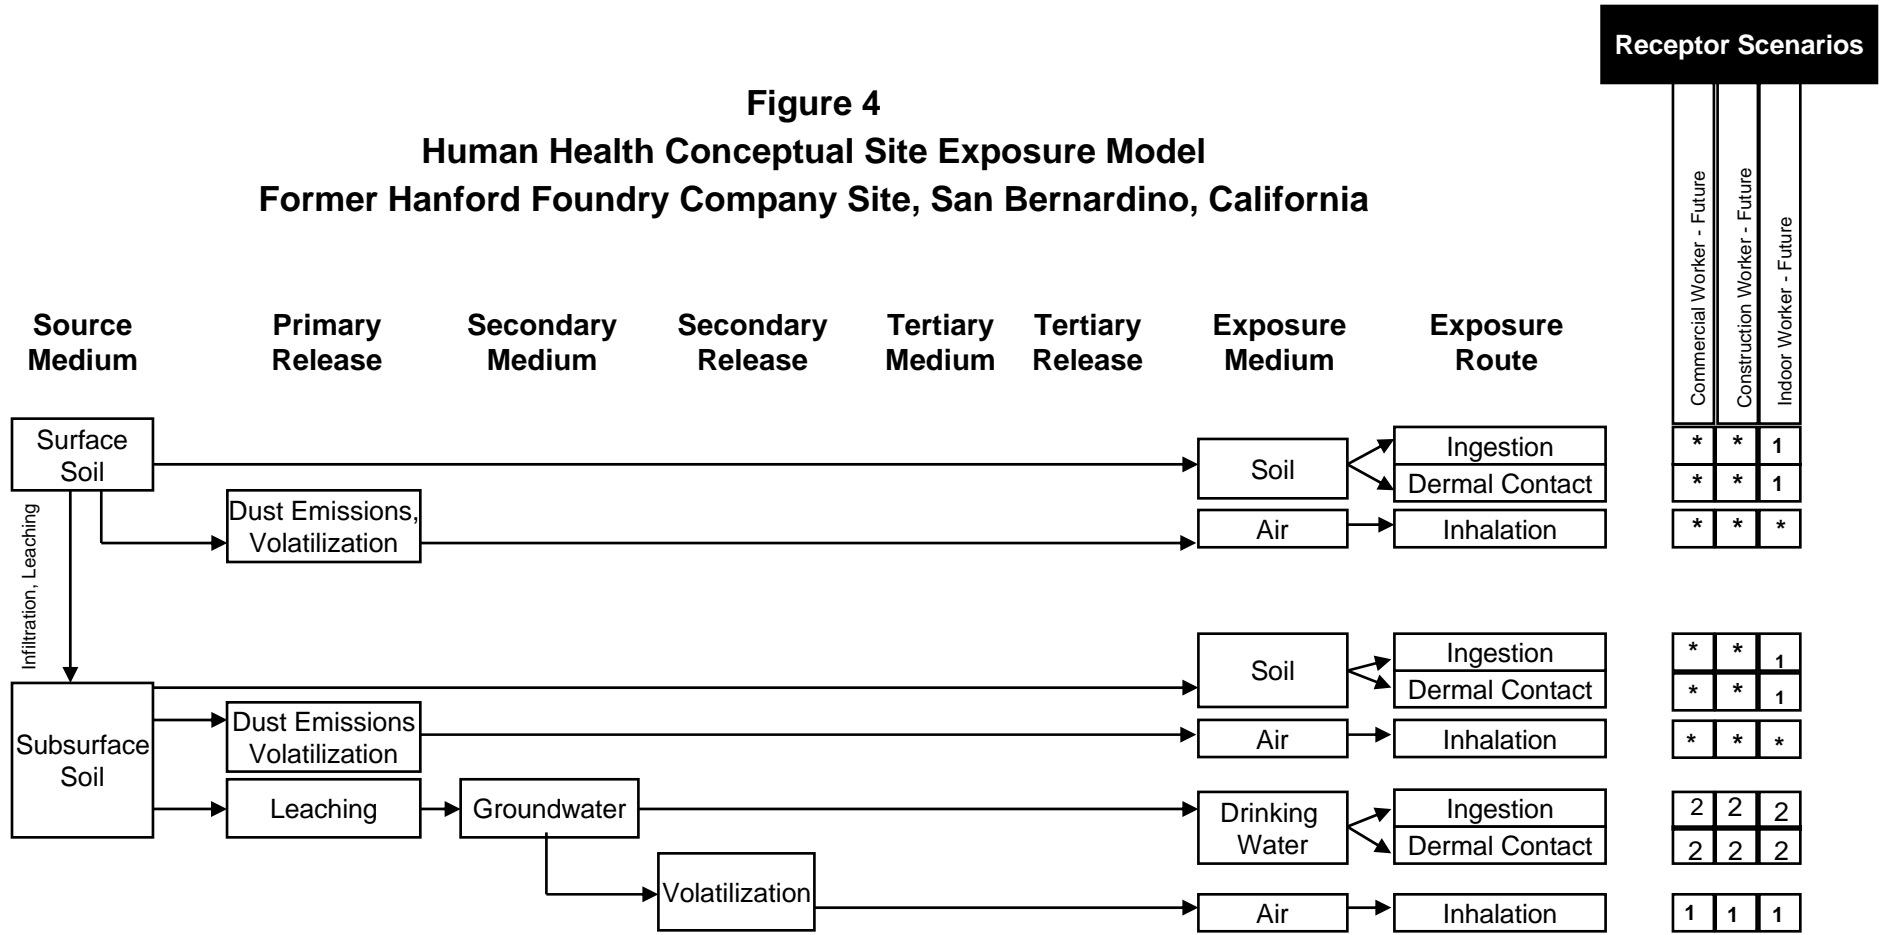 Receptor Scenarios
Figure 4
Human Health Conceptual Site Exposure Model
Former Hanford Foundry Company Site, San Bernardino, California
Commercial Worker - Future
Construction Worker - Future
Indoor Worker - Future
Source
Medium
Primary
Release
Secondary
Medium
Secondary
Release
Tertiary
Medium
Tertiary
Release
Exposure
Medium
Exposure
Route
Surface
Soil
Soil
Ingestion
* * 1
Dermal Contact
* * 1
Dust Emissions,
Volatilization
Air
Inhalation
* * *
Infiltration, Leaching
Subsurface
Soil
Soil
Ingestion
* * 1
Dermal Contact
* * 1
Dust Emissions
Volatilization
Air
Inhalation
* * *
Leaching
Groundwater
Drinking
Water
Ingestion
2 2 2
Dermal Contact
2 2 2
Volatilization
Air
Inhalation
1 1 1